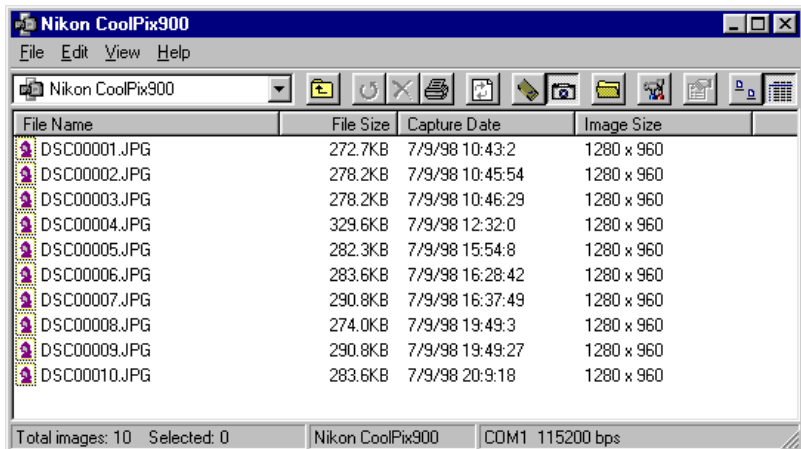 Nikon CoolPix900
File Edit View Help
Nikon CoolPix900
File Name File Size Capture Date Image Size
DSC00001.JPG 272.7KB 7/9/98 10:43:2 1280 x 960
DSC00002.JPG 278.2KB 7/9/98 10:45:54 1280 x 960
DSC00003.JPG 278.2KB 7/9/98 10:46:29 1280 x 960
DSC00004.JPG 329.6KB 7/9/98 12:32:0 1280 x 960
DSC00005.JPG 282.3KB 7/9/98 15:54:8 1280 x 960
DSC00006.JPG 283.6KB 7/9/98 16:28:42 1280 x 960
DSC00007.JPG 290.8KB 7/9/98 16:37:49 1280 x 960
DSC00008.JPG 274.0KB 7/9/98 19:49:3 1280 x 960
DSC00009.JPG 290.8KB 7/9/98 19:49:27 1280 x 960
DSC00010.JPG 283.6KB 7/9/98 20:9:18 1280 x 960
Total images: 10 Selected: 0 Nikon CoolPix900 COM1 115200 bps